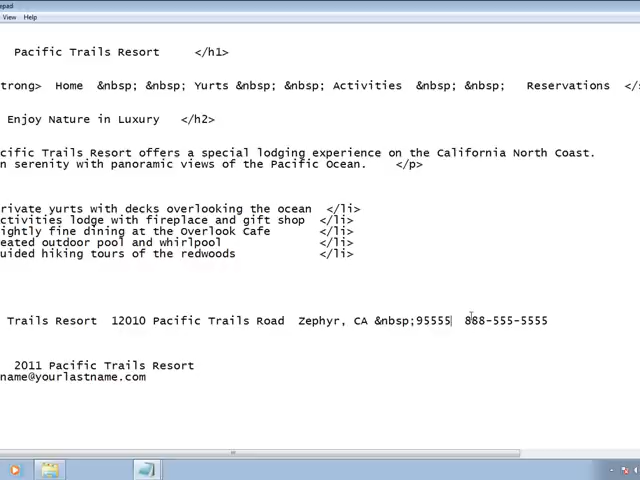 epad
View Help
Pacific Trails Resort </h1>
trong> Home &nbsp; &nbsp; Yurts &nbsp; &nbsp; Activities &nbsp; &nbsp; Reservations </s
Enjoy Nature in Luxury </h2>
cific Trails Resort offers a special lodging experience on the California North Coast.
n serenity with panoramic views of the Pacific Ocean. </p>
rivate yurts with decks overlooking the ocean </li>
ctivities lodge with fireplace and gift shop </li>
ightly fine dining at the Overlook Cafe </li>
eated outdoor pool and whirlpool </li>
uided hiking tours of the redwoods </li>
Trails Resort 12010 Pacific Trails Road Zephyr, CA &nbsp;95555 888-555-5555
2011 Pacific Trails Resort
name@yourlastname.com